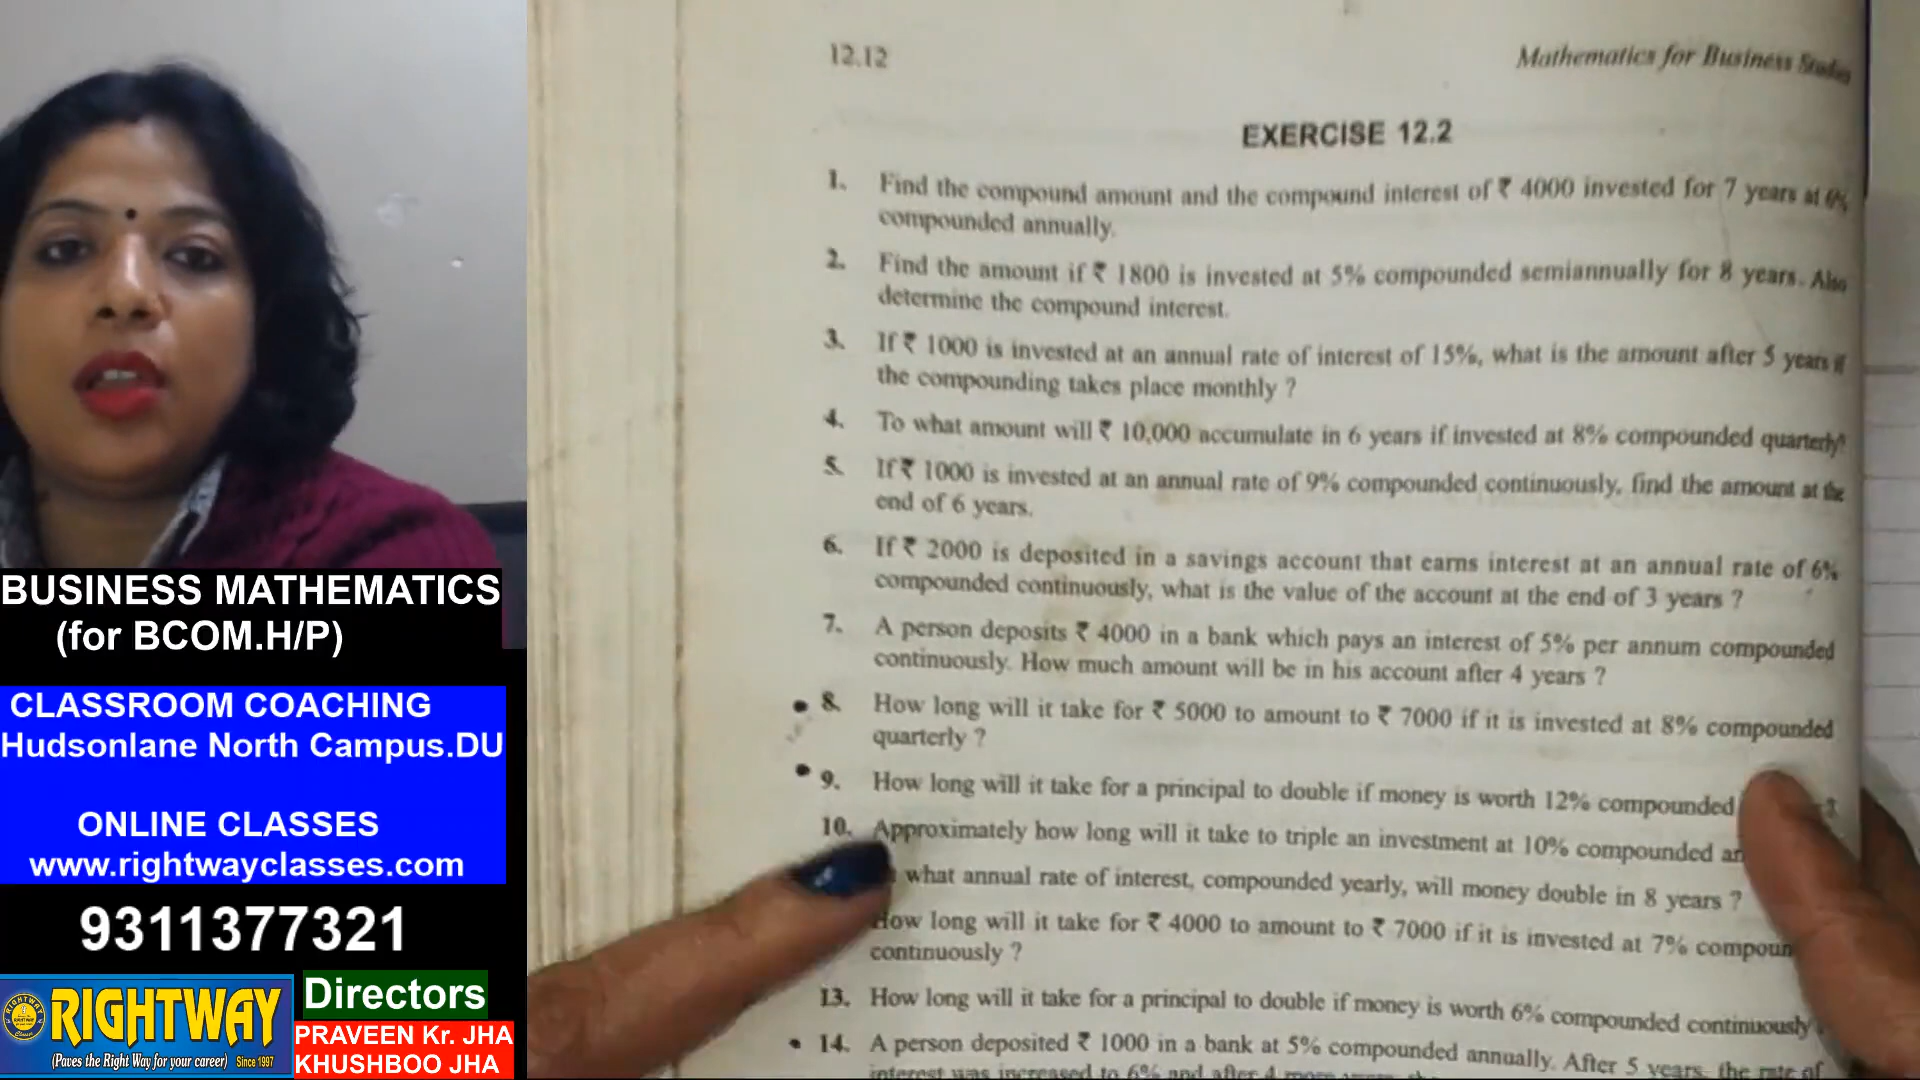 12.12
Mathematics for Business Studies
EXERCISE 12.2
1. Find the compound amount and the compound interest of ₹ 4000 invested for 7 years at 6%
compounded annually.
2. Find the amount if ₹ 1800 is invested at 5% compounded semiannually for 8 years. Also
determine the compound interest.
3. If ₹ 1000 is invested at an annual rate of interest of 15%, what is the amount after 5 years if
the compounding takes place monthly ?
4. To what amount will ₹ 10,000 accumulate in 6 years if invested at 8% compounded quarterly?
5. If ₹ 1000 is invested at an annual rate of 9% compounded continuously, find the amount at the
end of 6 years.
6. If ₹ 2000 is deposited in a savings account that earns interest at an annual rate of 6%
compounded continuously, what is the value of the account at the end of 3 years ?
7. A person deposits ₹ 4000 in a bank which pays an interest of 5% per annum compounded
continuously. How much amount will be in his account after 4 years ?
8. How long will it take for ₹ 5000 to amount to ₹ 7000 if it is invested at 8% compounded
quarterly ?
9. How long will it take for a principal to double if money is worth 12% compounded
10. Approximately how long will it take to triple an investment at 10% compounded
what annual rate of interest, compounded yearly, will money double in 8 years ?
How long will it take for ₹ 4000 to amount to ₹ 7000 if it is invested at 7% compoun
continuously ?
13. How long will it take for a principal to double if money is worth 6% compounded continuously
14. A person deposited ₹ 1000 in a bank at 5% compounded annually. After 5 years, the rate of
interest was increased to 6% and after 4 more years,
BUSINESS MATHEMATICS
(for BCOM.H/P)
CLASSROOM COACHING
Hudsonlane North Campus.DU
ONLINE CLASSES
www.rightwayclasses.com
9311377321
RIGHTWAY
(Paves the Right Way for your career) Since 1997
Directors
PRAVEEN Kr. JHA
KHUSHBOO JHA